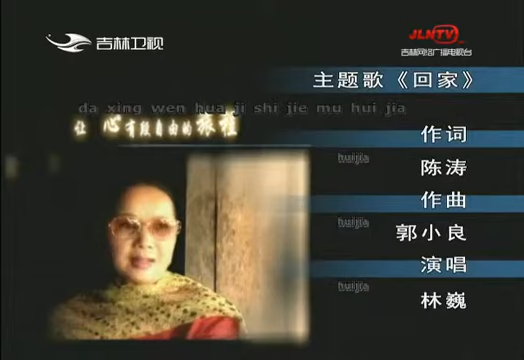 吉林卫视
JLNTV
吉林网络广播电视台
主题歌《回家》
da xing wen hua ji shi jie mu hui jia
让心有段自由的旅程
作词
huijia
陈涛
作曲
huijia
郭小良
演唱
huijia
林巍